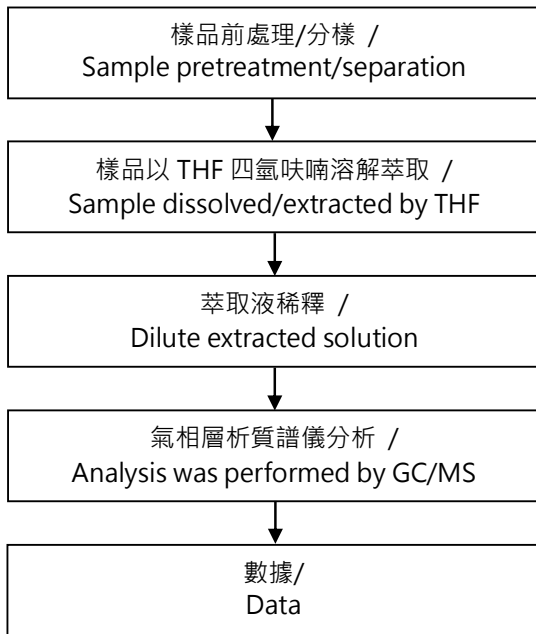 樣品前處理/分樣 /
Sample pretreatment/separation
樣品以 THF 四氫呋喃溶解萃取 /
Sample dissolved/extracted by THF
萃取液稀釋 /
Dilute extracted solution
氣相層析質譜儀分析 /
Analysis was performed by GC/MS
數據/
Data